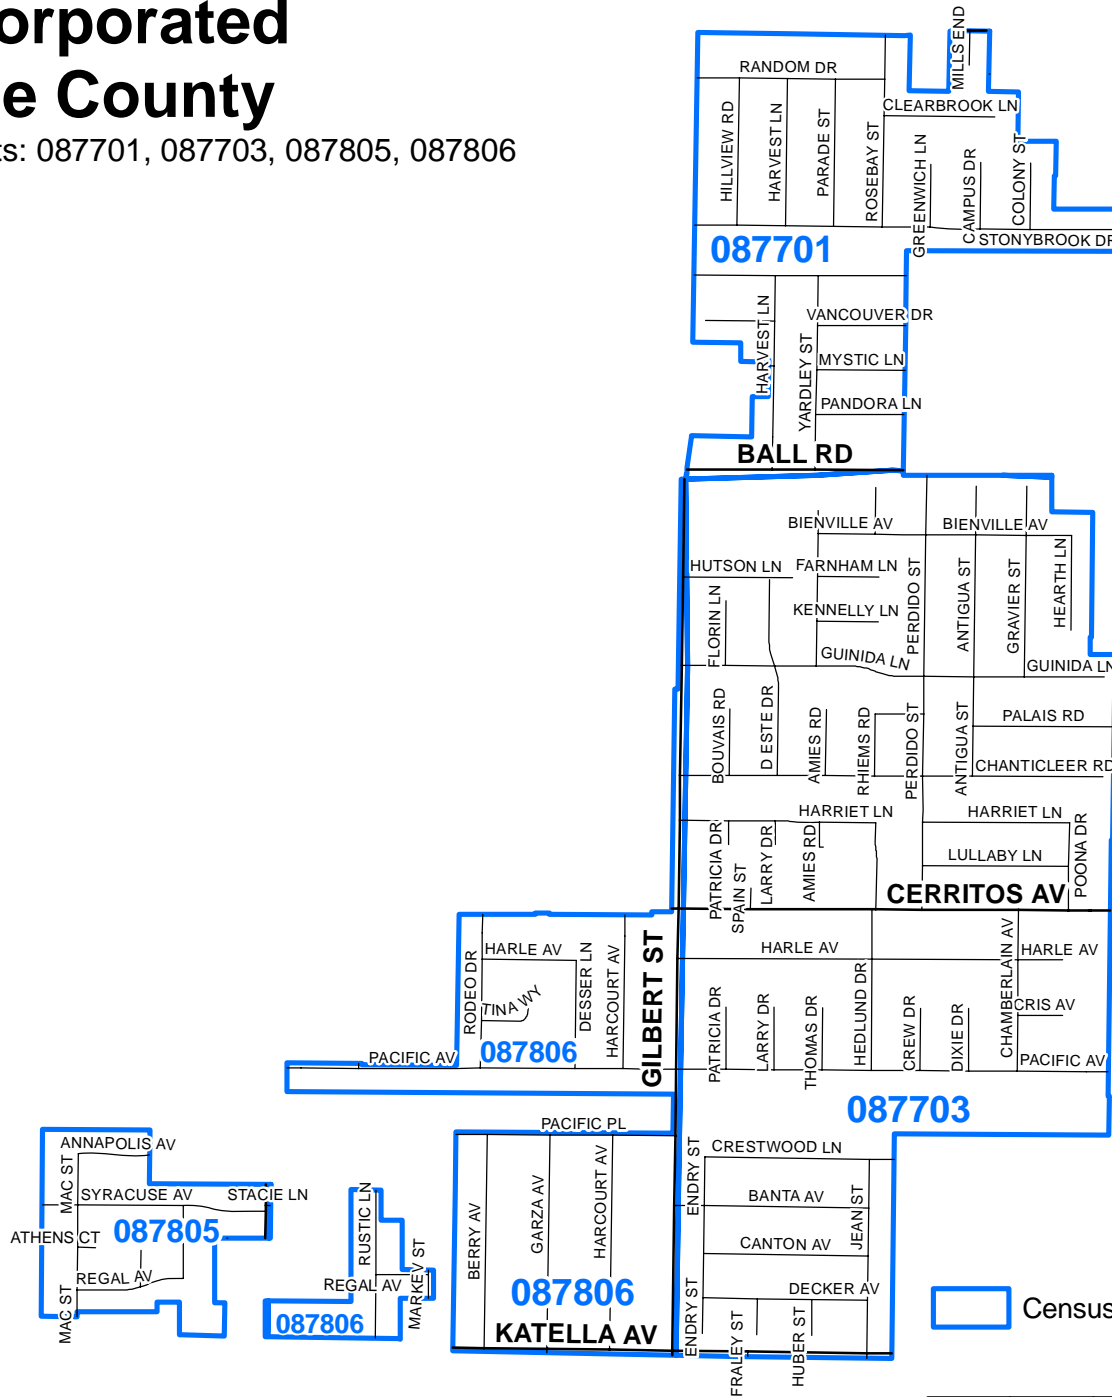 orporated
e County
ts: 087701, 087703, 087805, 087806
MILLS END
RANDOM DR
CLEARBROOK LN
HILLVIEW RD
HARVEST LN
PARADE ST
ROSEBAY ST
GREENWICH LN
CAMPUS DR
COLONY ST
STONYBROOK DR
087701
HARVEST LN
YARDLEY ST
VANCOUVER DR
MYSTIC LN
PANDORA LN
BALL RD
BIENVILLE AV
BIENVILLE AV
HUTSON LN
FARNHAM LN
KENNELLY LN
FLORIN LN
PERDIDO ST
ANTIGUA ST
GRAVIER ST
HEARTH LN
GUINIDA LN
GUINIDA LN
BOUVAIS RD
D ESTE DR
AMIES RD
RHIEMS RD
PERDIDO ST
ANTIGUA ST
PALAIS RD
CHANTICLEER RD
HARRIET LN
HARRIET LN
PATRICIA DR
SPAIN ST
LARRY DR
AMIES RD
LULLABY LN
POONA DR
CERRITOS AV
GILBERT ST
RODEO DR
HARLE AV
TINA WY
DESSER LN
HARCOURT AV
087806
PACIFIC AV
HARLE AV
HARLE AV
PATRICIA DR
LARRY DR
THOMAS DR
HEDLUND DR
CREW DR
DIXIE DR
CHAMBERLAIN AV
CRIS AV
PACIFIC AV
087703
PACIFIC PL
ANNAPOLIS AV
MAC ST
SYRACUSE AV
STACIE LN
ATHENS CT
087805
REGAL AV
MAC ST
RUSTIC LN
REGAL AV
MARKEV ST
087806
BERRY AV
GARZA AV
HARCOURT AV
087806
KATELLA AV
ENDRY ST
CRESTWOOD LN
BANTA AV
JEAN ST
CANTON AV
DECKER AV
ENDRY ST
FRALEY ST
HUBER ST
Census